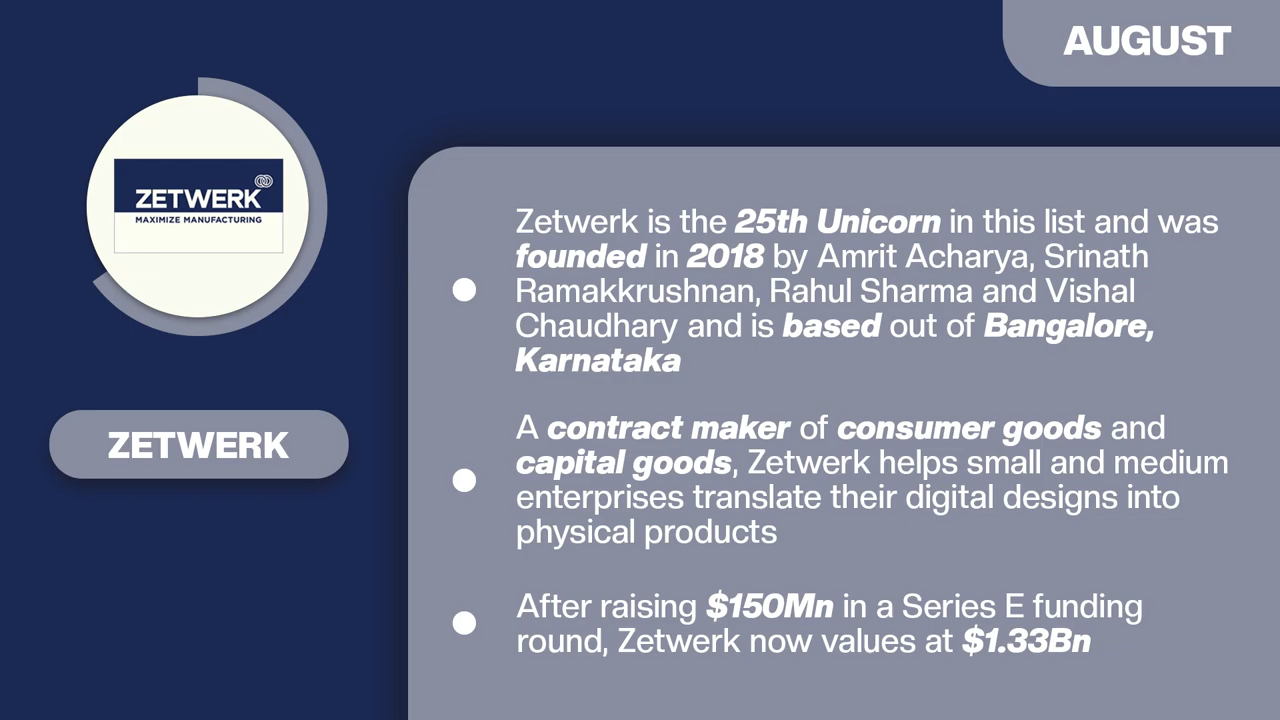 AUGUST
ZETWERK
MAXIMIZE MANUFACTURING
ZETWERK
Zetwerk is the 25th Unicorn in this list and was
founded in 2018 by Amrit Acharya, Srinath
Ramakkrushnan, Rahul Sharma and Vishal
Chaudhary and is based out of Bangalore,
Karnataka
A contract maker of consumer goods and
capital goods, Zetwerk helps small and medium
enterprises translate their digital designs into
physical products
After raising $150Mn in a Series E funding
round, Zetwerk now values at $1.33Bn